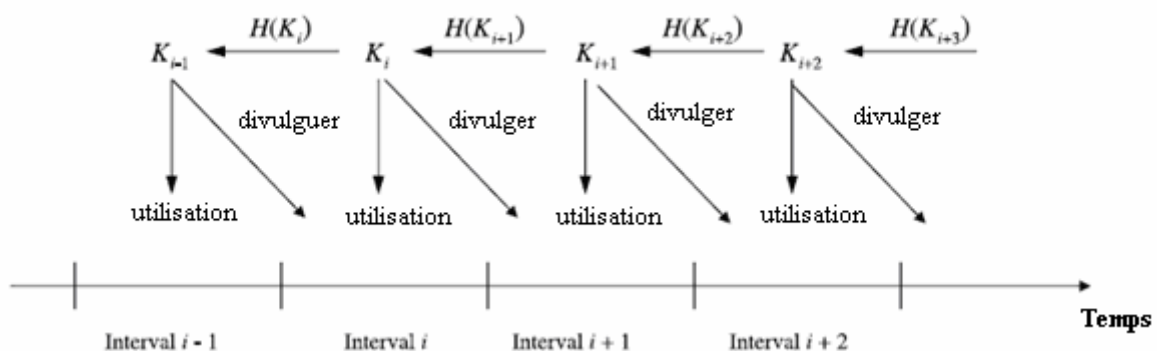 H(K_i) H(K_{i+1}) H(K_{i+2}) H(K_{i+3})
K_{i-1} K_i K_{i+1} K_{i+2}
divulguer divulger divulger divulger
utilisation utilisation utilisation utilisation
Temps
Interval i - 1 Interval i Interval i + 1 Interval i + 2